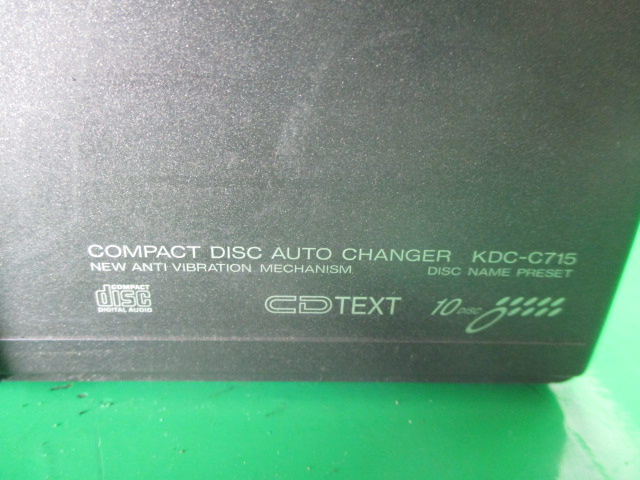 COMPACT DISC AUTO CHANGER KDC-C715
NEW ANTI VIBRATION MECHANISM DISC NAME PRESET
COMPACT
disc
DIGITAL AUDIO
CD TEXT
10 DISC